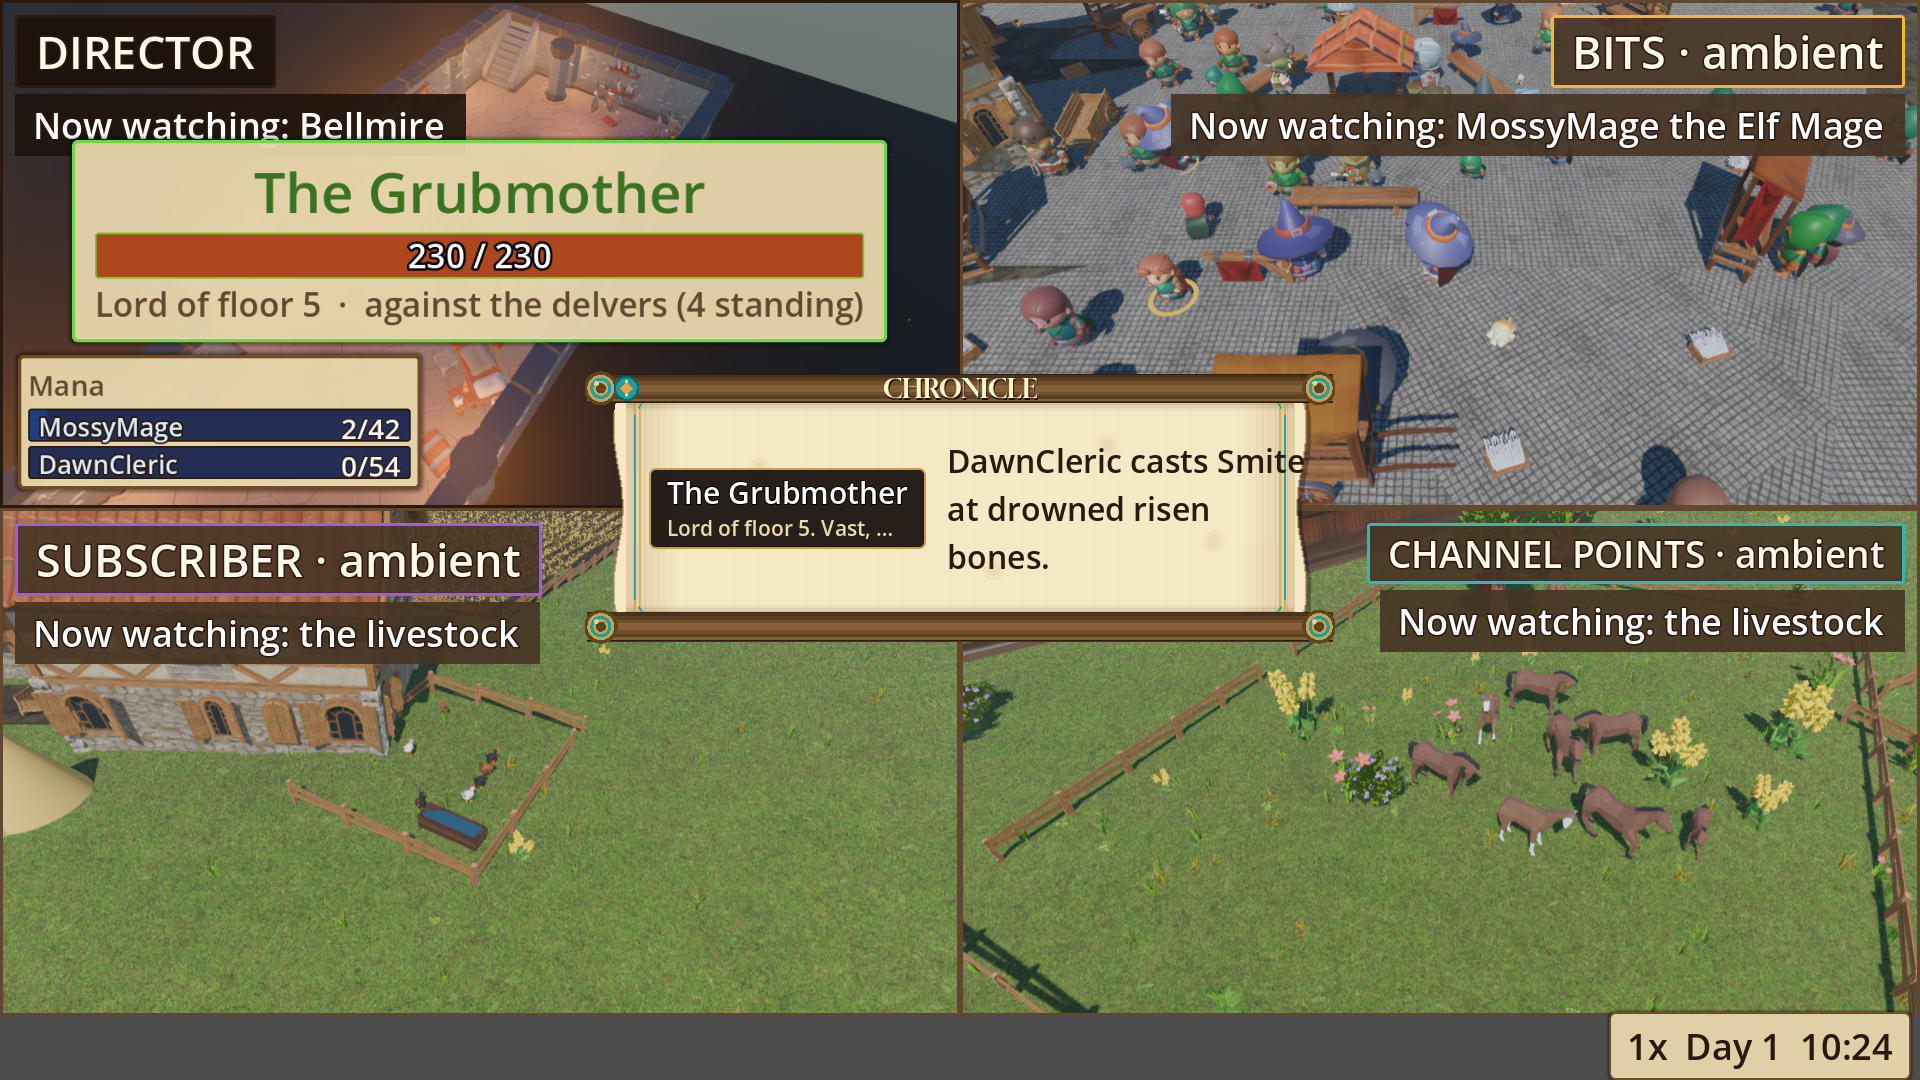 DIRECTOR
Now watching: Bellmire
The Grubmother
230 / 230
Lord of floor 5 · against the delvers (4 standing)
Mana
MossyMage 2/42
DawnCleric 0/54
BITS · ambient
Now watching: MossyMage the Elf Mage
CHRONICLE
The Grubmother
Lord of floor 5. Vast, ...
DawnCleric casts Smite
at drowned risen
bones.
SUBSCRIBER · ambient
Now watching: the livestock
CHANNEL POINTS · ambient
Now watching: the livestock
1x Day 1 10:24